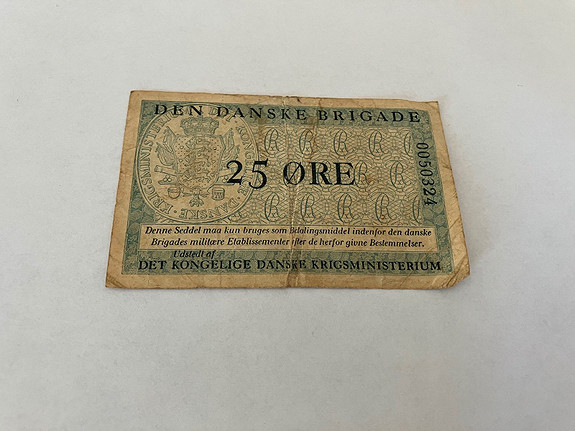 DEN DANSKE BRIGADE
25 ØRE
0050324
Denne Seddel maa kun bruges som Betalingsmiddel indenfor den danske
Brigades militære Etablissementer efter de herfor givne Bestemmelser.
Udstedt af
DET KONGELIGE DANSKE KRIGSMINISTERIUM